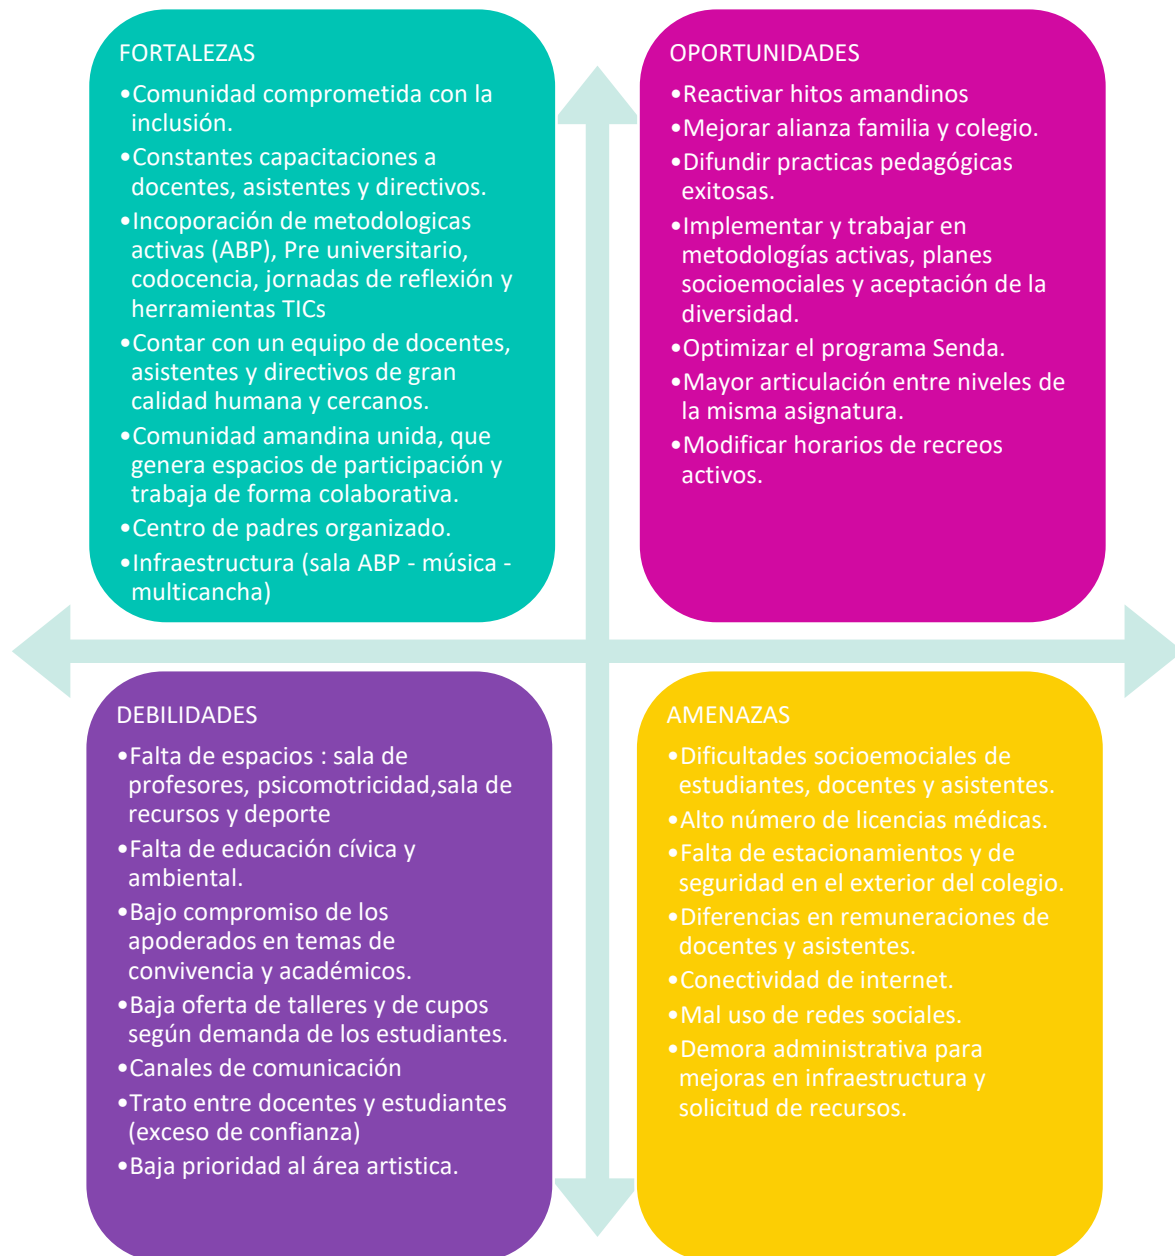 FORTALEZAS
•Comunidad comprometida con la
inclusión.
•Constantes capacitaciones a
docentes, asistentes y directivos.
•Incoporación de metodologicas
activas (ABP), Pre universitario,
codocencia, jornadas de reflexión y
herramientas TICs
•Contar con un equipo de docentes,
asistentes y directivos de gran
calidad humana y cercanos.
•Comunidad amandina unida, que
genera espacios de participación y
trabaja de forma colaborativa.
•Centro de padres organizado.
•Infraestructura (sala ABP - música -
multicancha)
OPORTUNIDADES
•Reactivar hitos amandinos
•Mejorar alianza familia y colegio.
•Difundir practicas pedagógicas
exitosas.
•Implementar y trabajar en
metodologías activas, planes
socioemociales y aceptación de la
diversidad.
•Optimizar el programa Senda.
•Mayor articulación entre niveles de
la misma asignatura.
•Modificar horarios de recreos
activos.
DEBILIDADES
•Falta de espacios : sala de
profesores, psicomotricidad,sala de
recursos y deporte
•Falta de educación cívica y
ambiental.
•Bajo compromiso de los
apoderados en temas de
convivencia y académicos.
•Baja oferta de talleres y de cupos
según demanda de los estudiantes.
•Canales de comunicación
•Trato entre docentes y estudiantes
(exceso de confianza)
•Baja prioridad al área artistica.
AMENAZAS
•Dificultades socioemociales de
estudiantes, docentes y asistentes.
•Alto número de licencias médicas.
•Falta de estacionamientos y de
seguridad en el exterior del colegio.
•Diferencias en remuneraciones de
docentes y asistentes.
•Conectividad de internet.
•Mal uso de redes sociales.
•Demora administrativa para
mejoras en infraestructura y
solicitud de recursos.